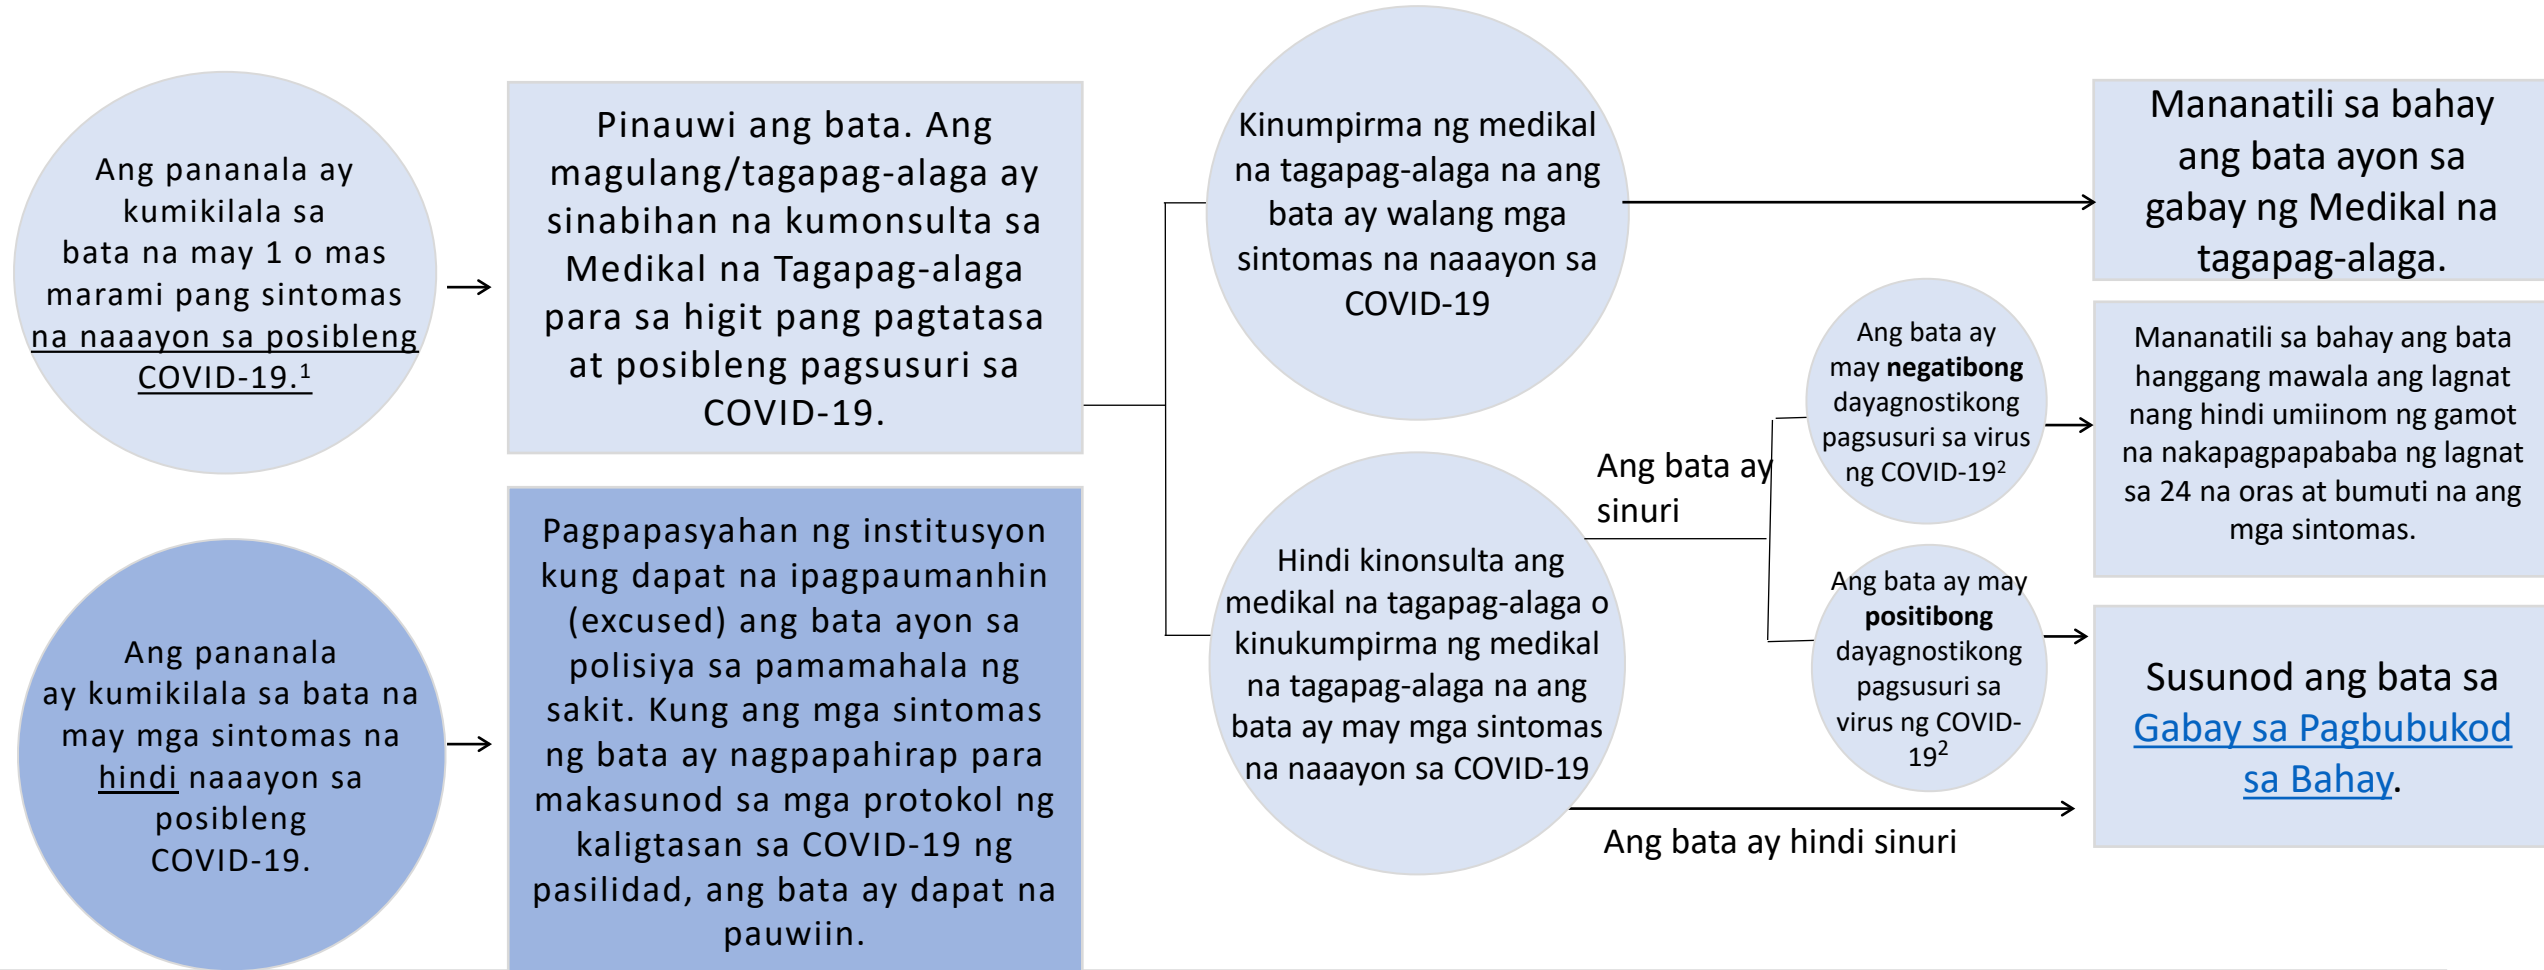 Ang pananala ay
kumikilala sa
bata na may 1 o mas
marami pang sintomas
na naaayon sa posibleng
COVID-19.¹
Pinauwi ang bata. Ang
magulang/tagapag-alaga ay
sinabihan na kumonsulta sa
Medikal na Tagapag-alaga
para sa higit pang pagtatasa
at posibleng pagsusuri sa
COVID-19.
Kinumpirma ng medikal
na tagapag-alaga na ang
bata ay walang mga
sintomas na naaayon sa
COVID-19
Mananatili sa bahay
ang bata ayon sa
gabay ng Medikal na
tagapag-alaga.
Ang pananala
ay kumikilala sa bata na
may mga sintomas na
hindi naaayon sa
posibleng
COVID-19.
Pagpapasyahan ng institusyon
kung dapat na ipagpaumanhin
(excused) ang bata ayon sa
polisiya sa pamamahala ng
sakit. Kung ang mga sintomas
ng bata ay nagpapahirap para
makasunod sa mga protokol ng
kaligtasan sa COVID-19 ng
pasilidad, ang bata ay dapat na
pauwiin.
Hindi kinonsulta ang
medikal na tagapag-alaga o
kinukumpirma ng medikal
na tagapag-alaga na ang
bata ay may mga sintomas
na naaayon sa COVID-19
Ang bata ay
sinuri
Ang bata ay
may negatibong
dayagnostikong
pagsusuri sa virus
ng COVID-19²
Mananatili sa bahay ang bata
hanggang mawala ang lagnat
nang hindi umiinom ng gamot
na nakapagpapababa ng lagnat
sa 24 na oras at bumuti na ang
mga sintomas.
Ang bata ay may
positibong
dayagnostikong
pagsusuri sa
virus ng COVID-
19²
Susunod ang bata sa
Gabay sa Pagbubukod
sa Bahay.
Ang bata ay hindi sinuri